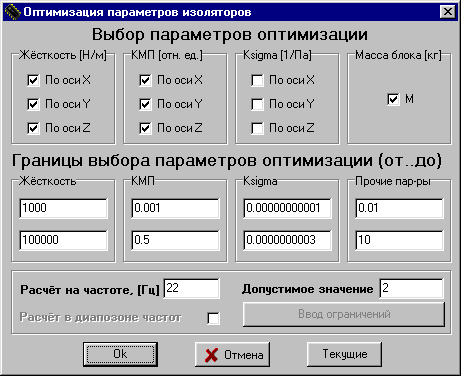 Оптимизация параметров изоляторов
Выбор параметров оптимизации
Жёсткость [Н/м] КМП [отн. ед.] Ksigma [1/Па] Масса блока [кг]
По оси X По оси X По оси X
М
По оси Y По оси Y По оси Y
По оси Z По оси Z По оси Z
Границы выбора параметров оптимизации (от..до)
Жёсткость КМП Ksigma Прочие пар-ры
1000 0.001 0.00000000001 0.01
100000 0.5 0.0000000003 10
Расчёт на частоте, [Гц] 22 Допустимое значение 2
Расчёт в диапозоне частот Ввод ограничений
Ok Отмена Текущие